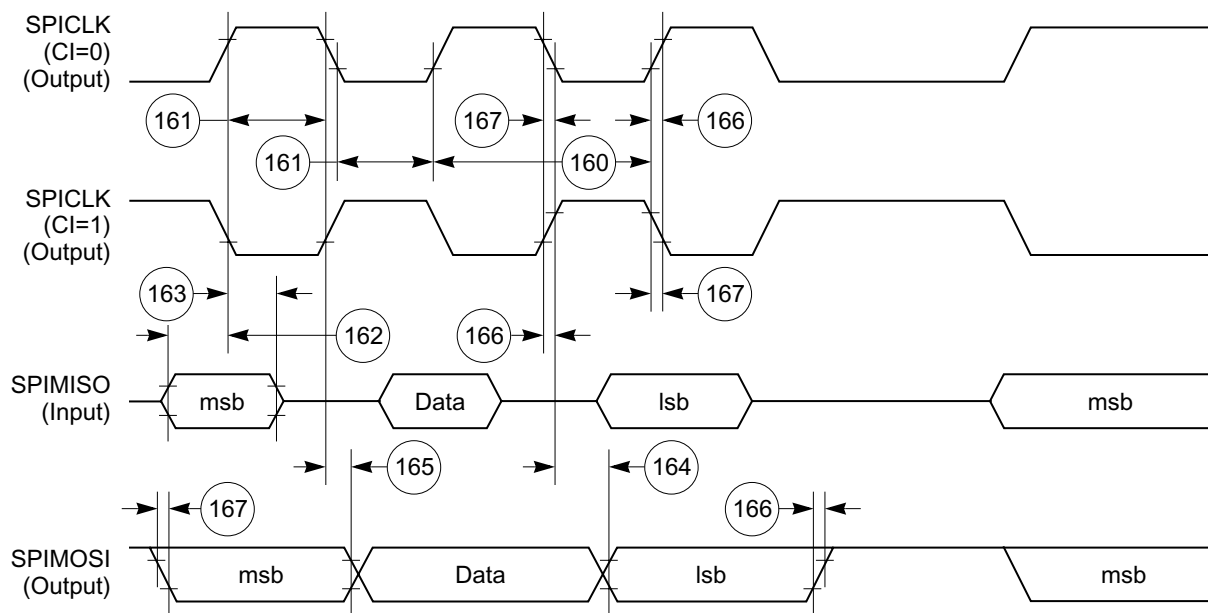 SPICLK
(CI=0)
(Output)
161
167
166
161
160
SPICLK
(CI=1)
(Output)
163
167
162
166
SPIMISO
(Input)
msb
Data
lsb
msb
165
164
167
166
SPIMOSI
(Output)
msb
Data
lsb
msb